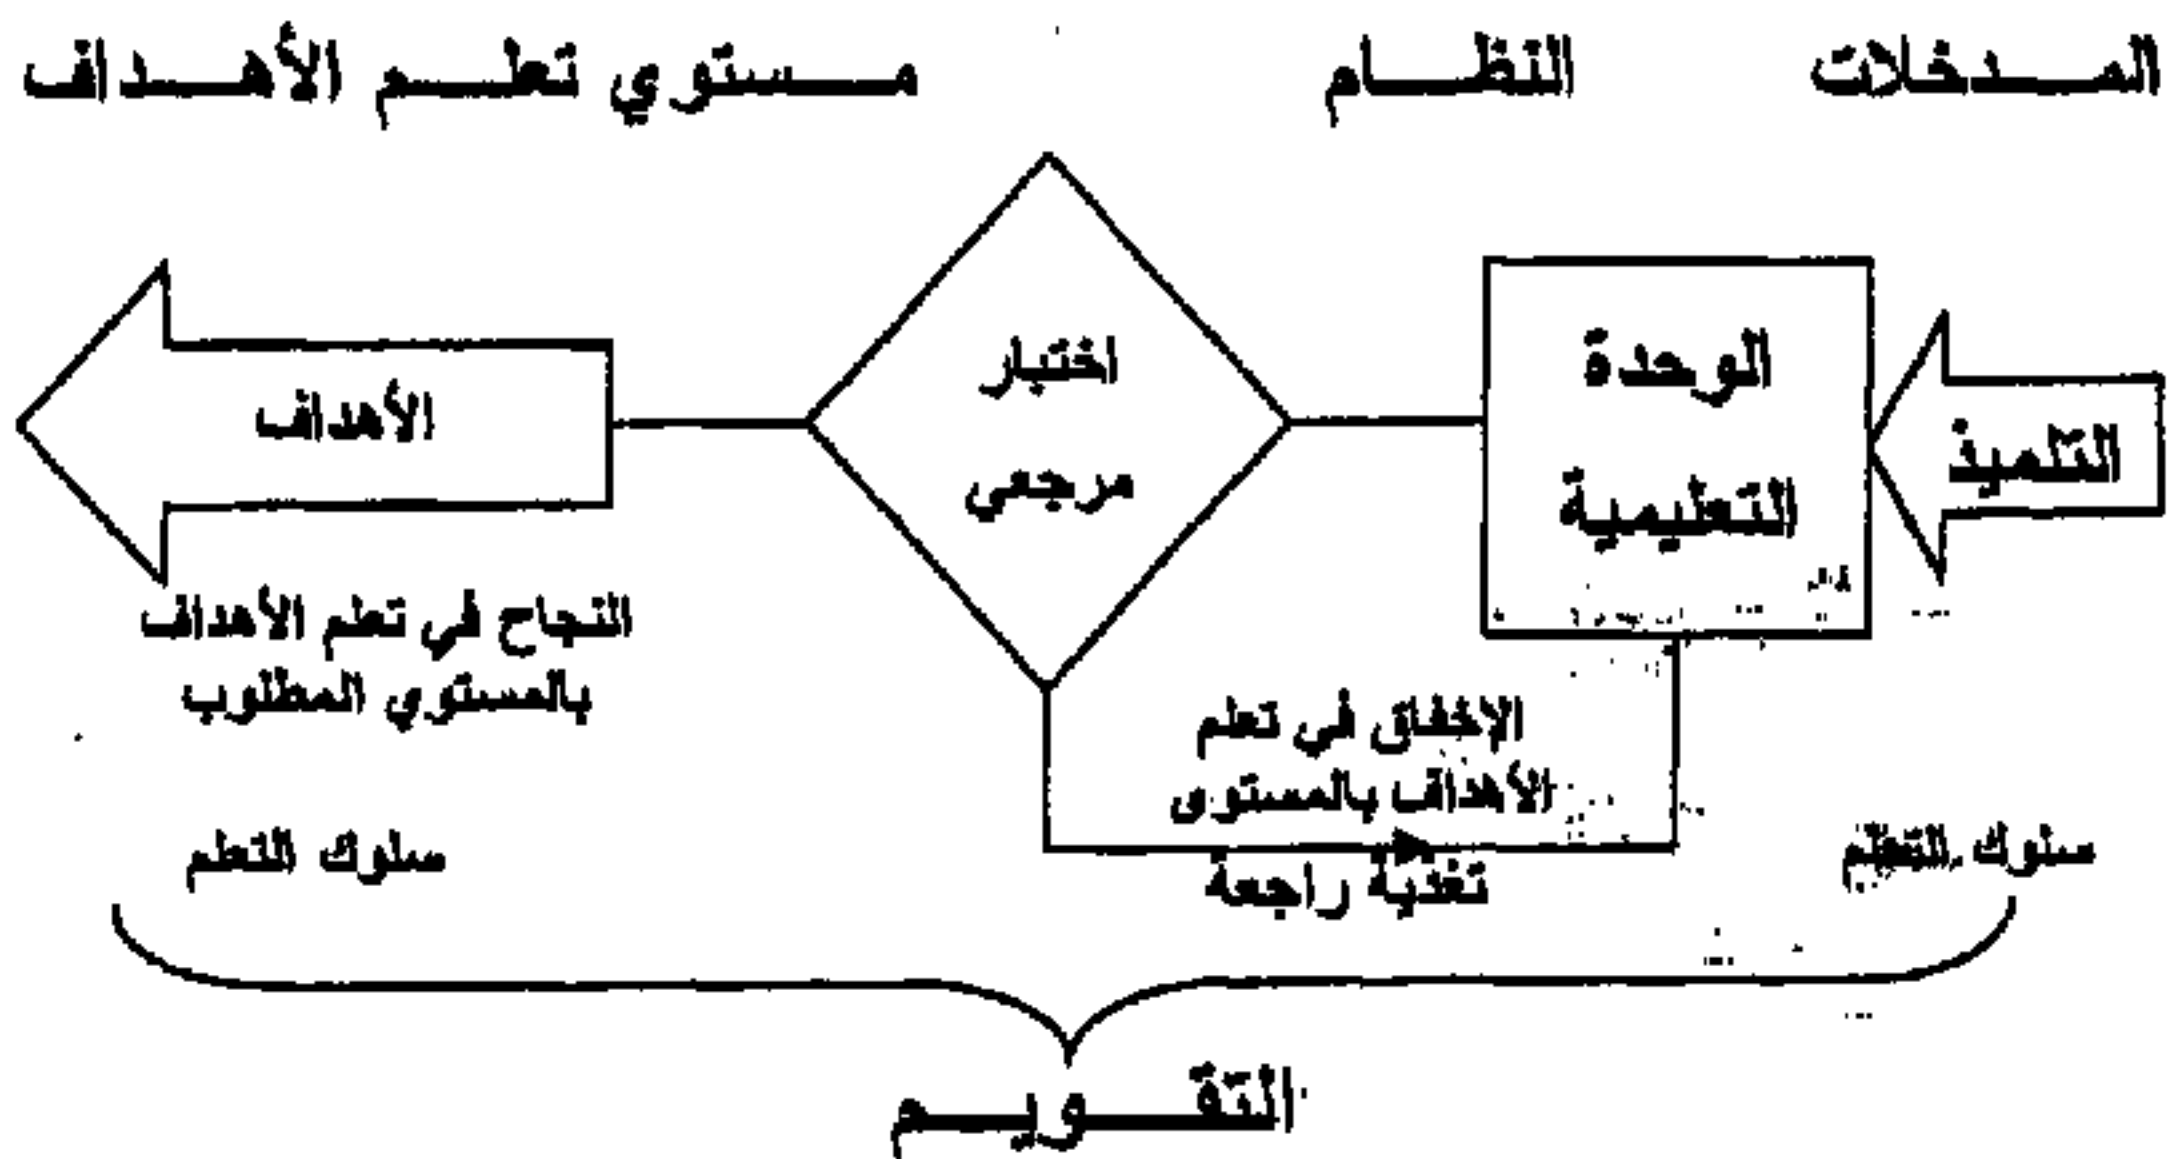 المدخلات
النظام
مستوي تعلم الأهداف
التلميذ
الوحدة
التعليمية
اختبار
مرجعي
الأهداف
النجاح في تعلم الأهداف
بالمستوي المطلوب
الإخفاق في تعلم
الأهداف بالمستوى
تغذية راجعة
سلوك التعلم
سلوك التعلم
التقويم